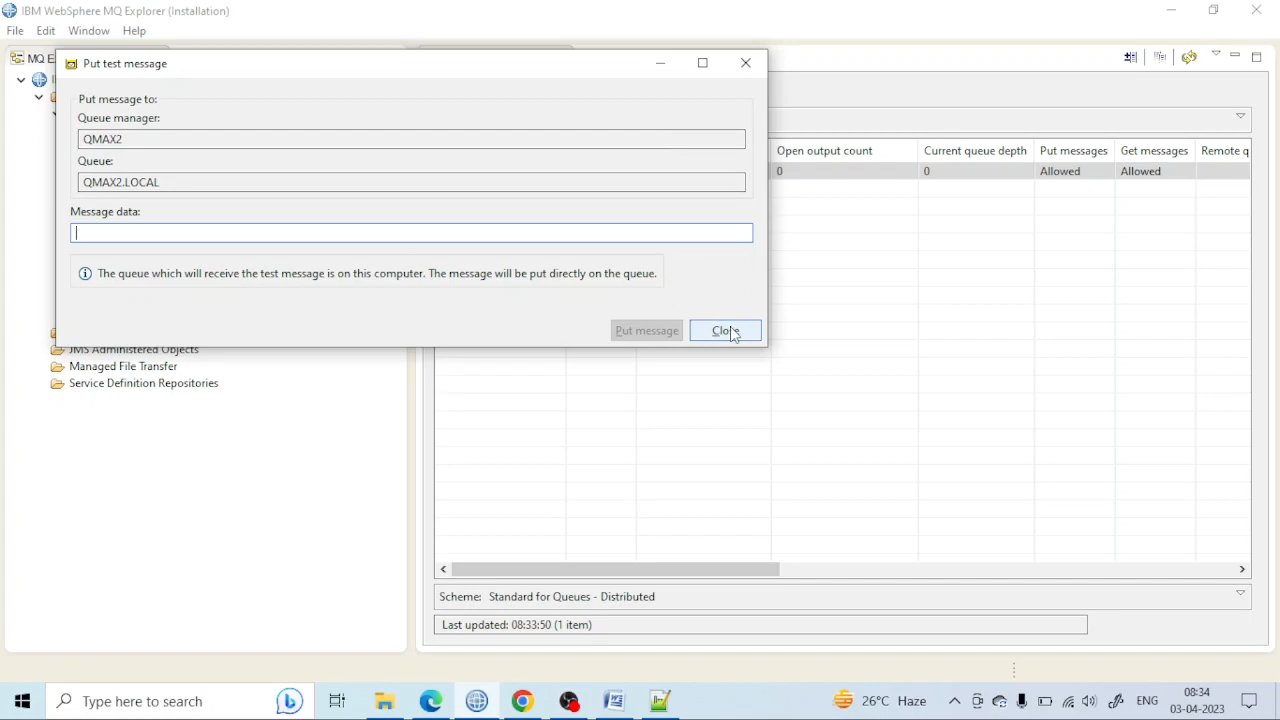 IBM WebSphere MQ Explorer (Installation)
File Edit Window Help
MQ E
Put test message
Put message to:
Queue manager:
QMAX2
Queue:
QMAX2.LOCAL
Message data:
The queue which will receive the test message is on this computer. The message will be put directly on the queue.
Put message Close
Open output count Current queue depth Put messages Get messages Remote q
0 0 Allowed Allowed
JMS Administered Objects
Managed File Transfer
Service Definition Repositories
Scheme: Standard for Queues - Distributed
Last updated: 08:33:50 (1 item)
Type here to search
26°C Haze
ENG
08:34
03-04-2023